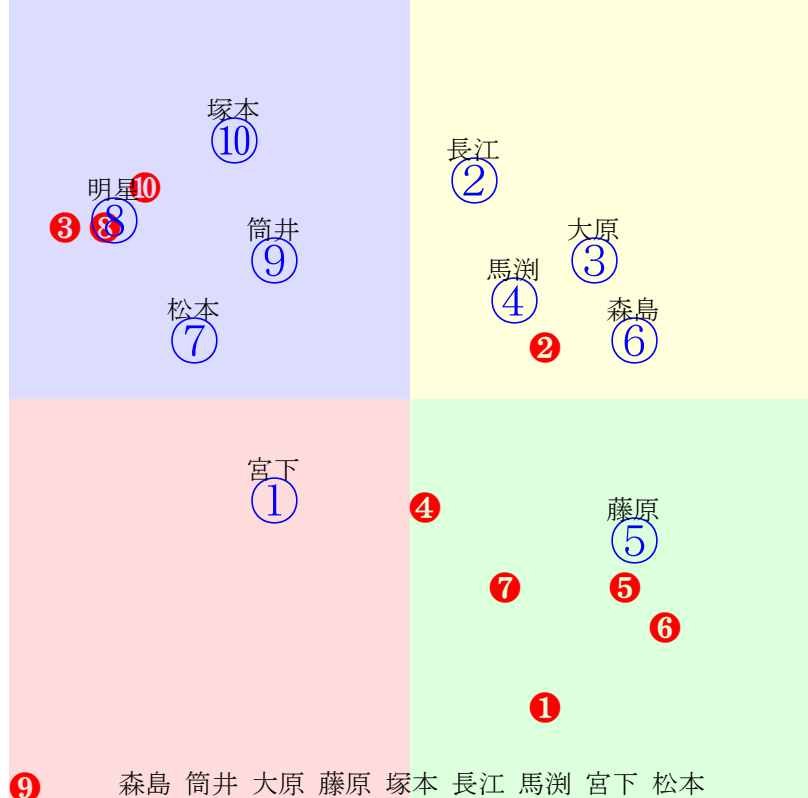 塚本
⑩
長江
②
明星
❿
⑧
❸
❽
筒井
⑨
大原
③
馬渕
④
松本
⑦
森島
⑥
❷
宮下
①
❹
藤原
⑤
❼
❺
❻
❶
❾
森島 筒井 大原 藤原 塚本 長江 馬渕 宮下 松本